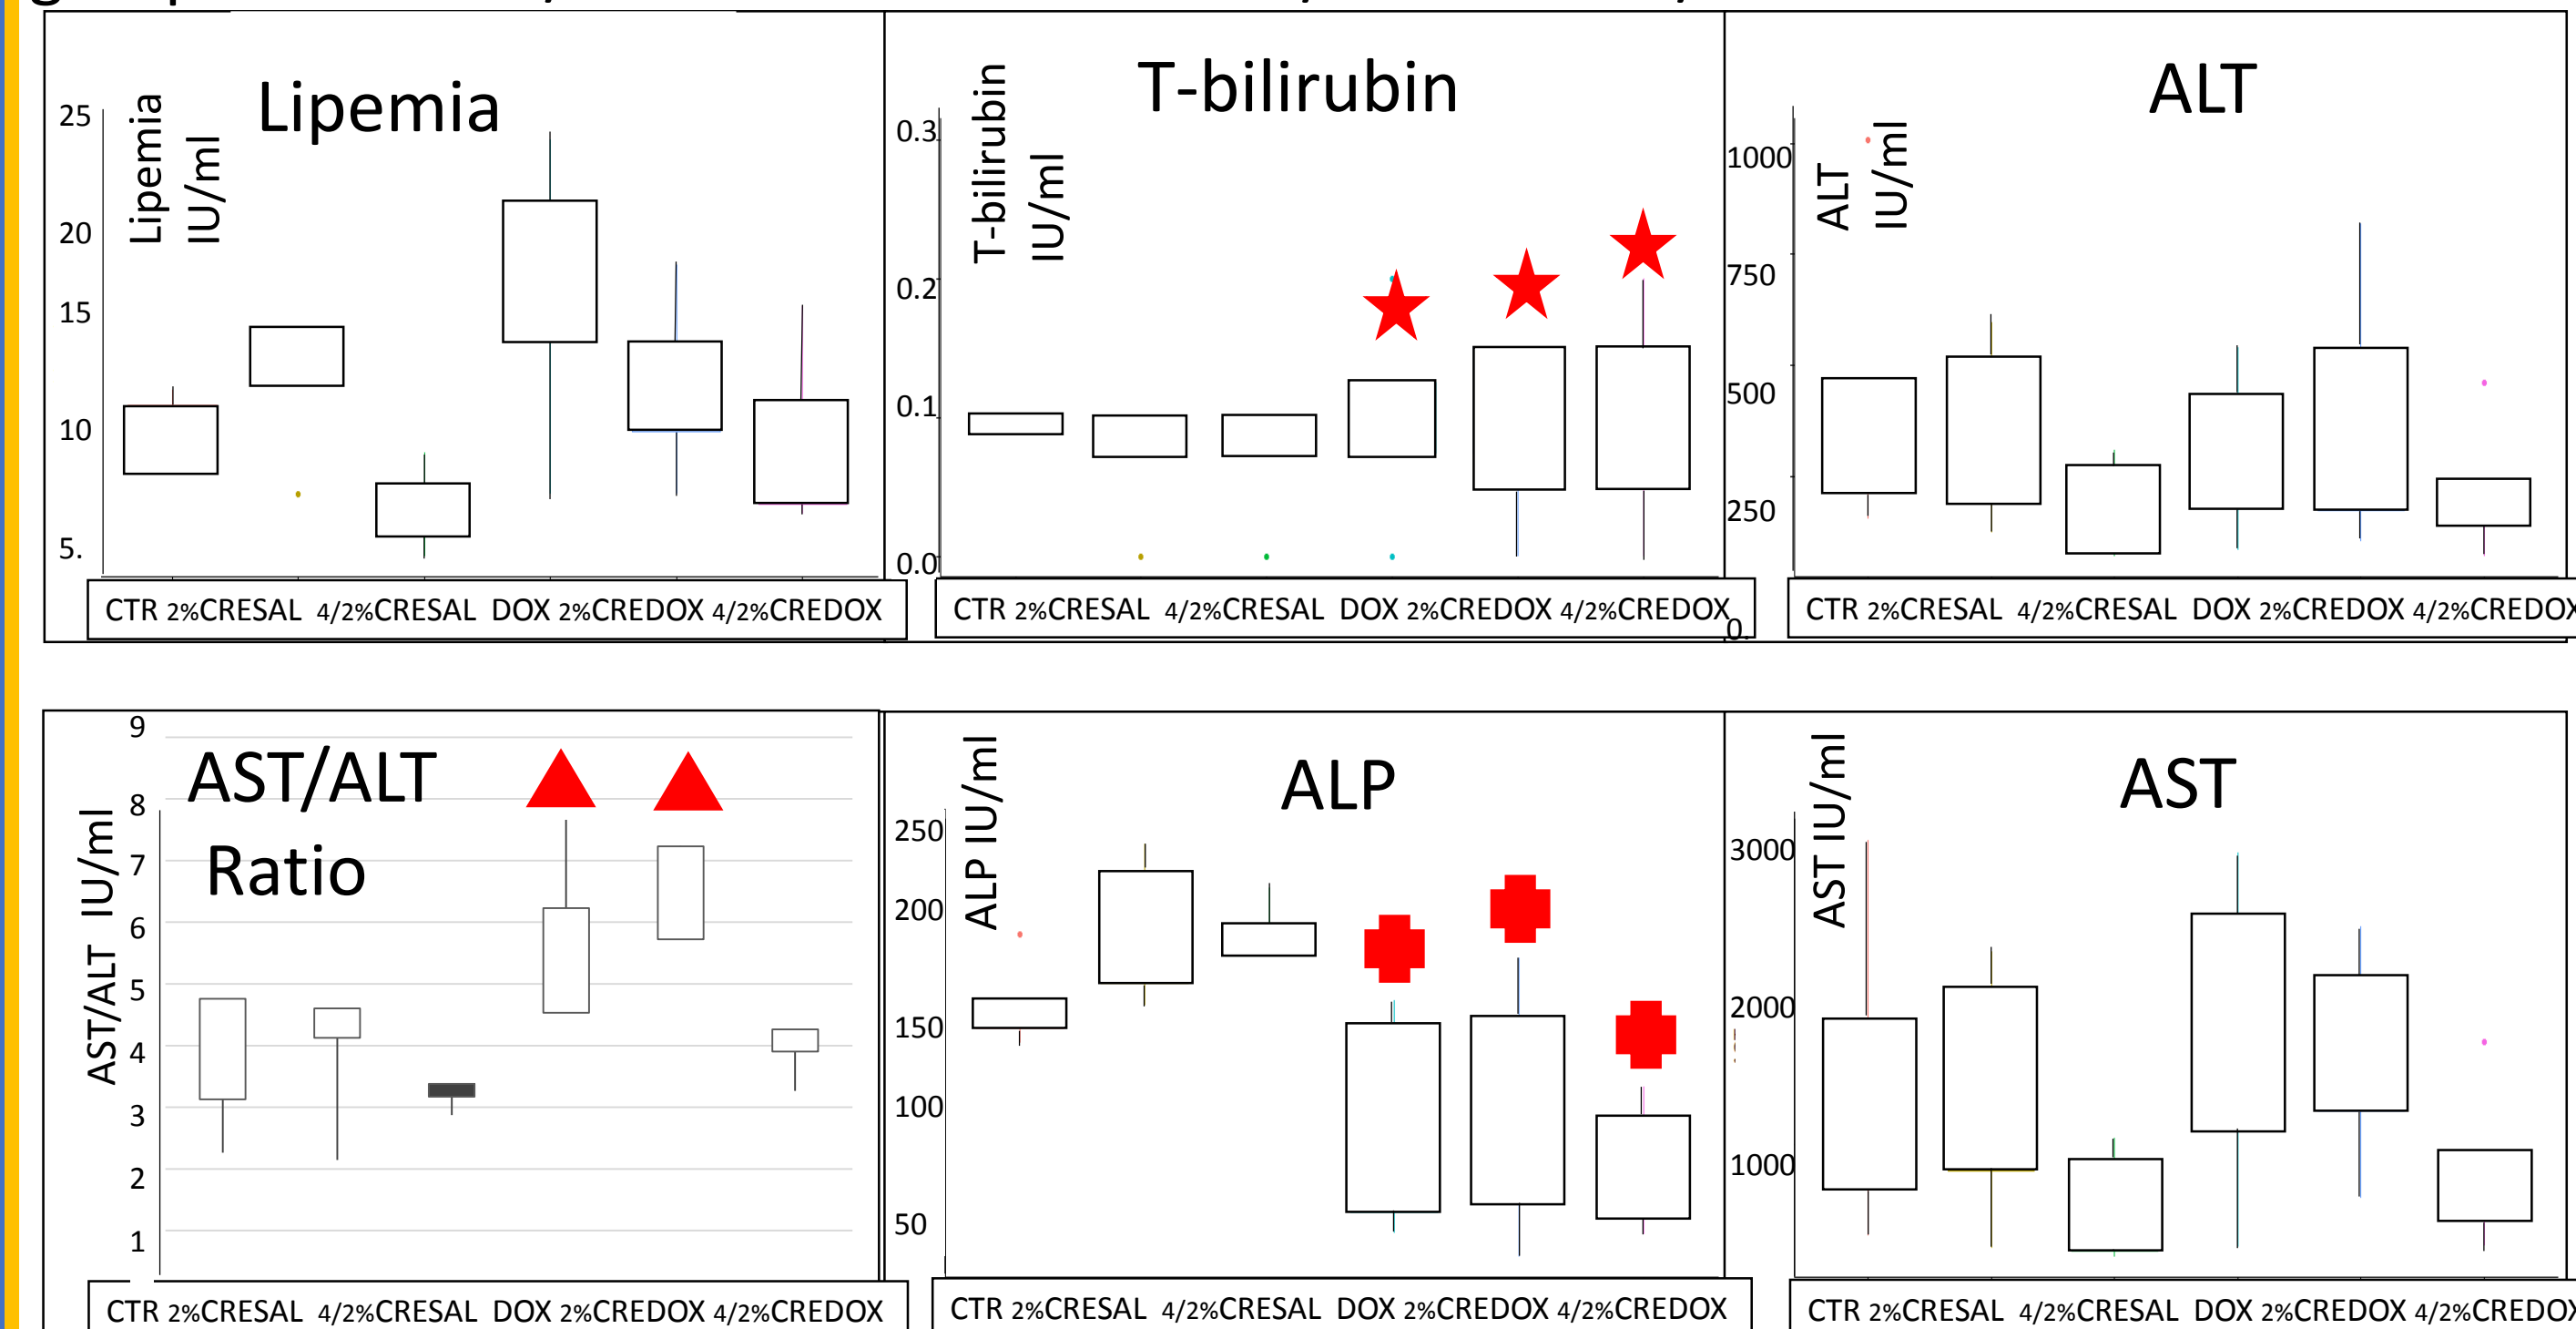 Lipemia
Lipemia
IU/ml
25
20
15
10
5.
CTR 2%CRESAL 4/2%CRESAL DOX 2%CREDOX 4/2%CREDOX
T-bilirubin
T-bilirubin
IU/ml
0.3
0.2
0.1
0.0
CTR 2%CRESAL 4/2%CRESAL DOX 2%CREDOX 4/2%CREDOX
ALT
ALT
IU/ml
1000
750
500
250
0.
CTR 2%CRESAL 4/2%CRESAL DOX 2%CREDOX 4/2%CREDOX
AST/ALT
Ratio
AST/ALT IU/ml
9
8
7
6
5
4
3
2
1
CTR 2%CRESAL 4/2%CRESAL DOX 2%CREDOX 4/2%CREDOX
ALP
ALP IU/ml
250
200
150
100
50
CTR 2%CRESAL 4/2%CRESAL DOX 2%CREDOX 4/2%CREDOX
AST
AST IU/ml
3000
2000
1000
CTR 2%CRESAL 4/2%CRESAL DOX 2%CREDOX 4/2%CREDOX